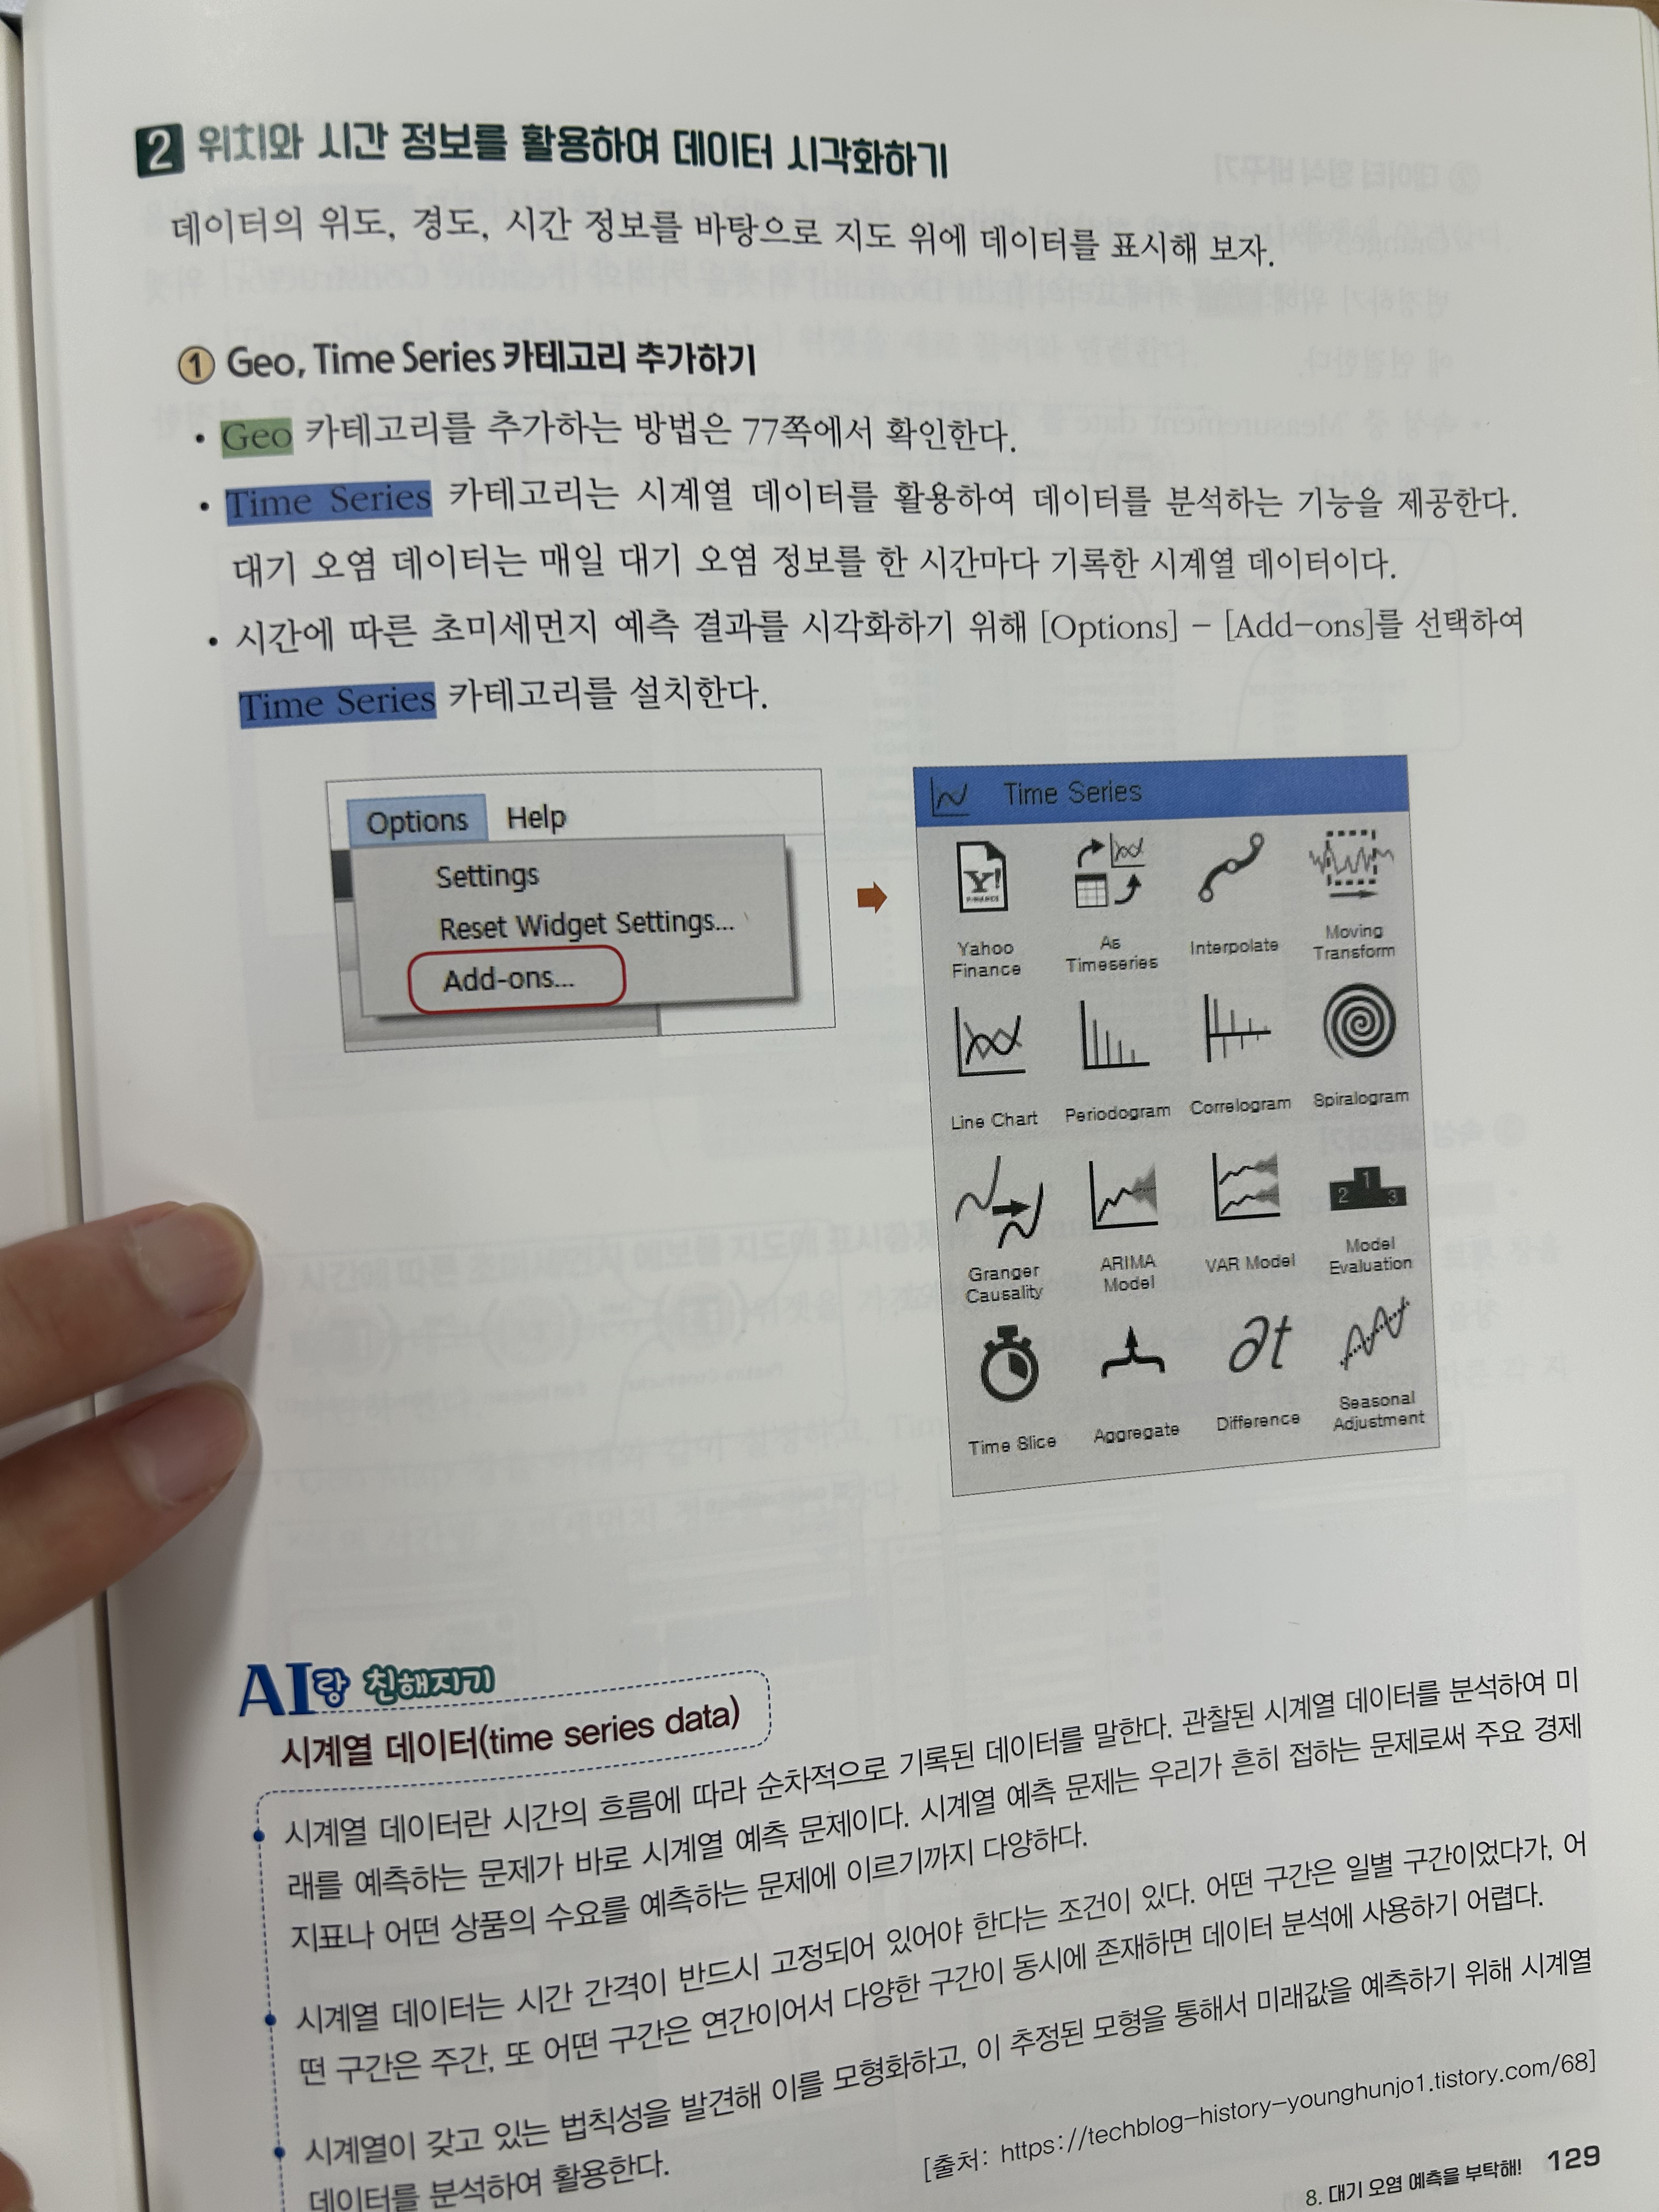 2 위치와 시간 정보를 활용하여 데이터 시각화하기
데이터의 위도, 경도, 시간 정보를 바탕으로 지도 위에 데이터를 표시해 보자.
① Geo, Time Series 카테고리 추가하기
• Geo 카테고리를 추가하는 방법은 77쪽에서 확인한다.
• Time Series 카테고리는 시계열 데이터를 활용하여 데이터를 분석하는 기능을 제공한다.
대기 오염 데이터는 매일 대기 오염 정보를 한 시간마다 기록한 시계열 데이터이다.
• 시간에 따른 초미세먼지 예측 결과를 시각화하기 위해 [Options] - [Add-ons]를 선택하여
Time Series 카테고리를 설치한다.
Options Help
Settings
Reset Widget Settings...
Add-ons...
Time Series
Y!
FINANCE
Yahoo
Finance
As
Timeseries
Interpolate
Moving
Transform
Line Chart
Periodogram
Correlogram
Spiralogram
Granger
Causality
ARIMA
Model
VAR Model
2 1 3
Model
Evaluation
Time Slice
Aggregate
∂t
Difference
Seasonal
Adjustment
AI랑 친해지기
시계열 데이터(time series data)
• 시계열 데이터란 시간의 흐름에 따라 순차적으로 기록된 데이터를 말한다. 관찰된 시계열 데이터를 분석하여 미
래를 예측하는 문제가 바로 시계열 예측 문제이다. 시계열 예측 문제는 우리가 흔히 접하는 문제로써 주요 경제
지표나 어떤 상품의 수요를 예측하는 문제에 이르기까지 다양하다.
• 시계열 데이터는 시간 간격이 반드시 고정되어 있어야 한다는 조건이 있다. 어떤 구간은 일별 구간이었다가, 어
떤 구간은 주간, 또 어떤 구간은 연간이어서 다양한 구간이 동시에 존재하면 데이터 분석에 사용하기 어렵다.
• 시계열이 갖고 있는 법칙성을 발견해 이를 모형화하고, 이 추정된 모형을 통해서 미래값을 예측하기 위해 시계열
데이터를 분석하여 활용한다.
[출처: https://techblog-history-younghunjo1.tistory.com/68]
8. 대기 오염 예측을 부탁해! 129